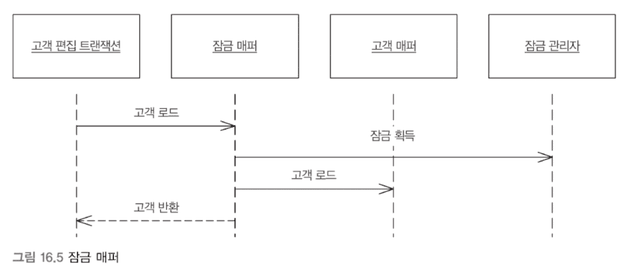 고객 편집 트랜잭션
잠금 매퍼
고객 매퍼
잠금 관리자
고객 로드
잠금 획득
고객 로드
고객 반환
그림 16.5 잠금 매퍼